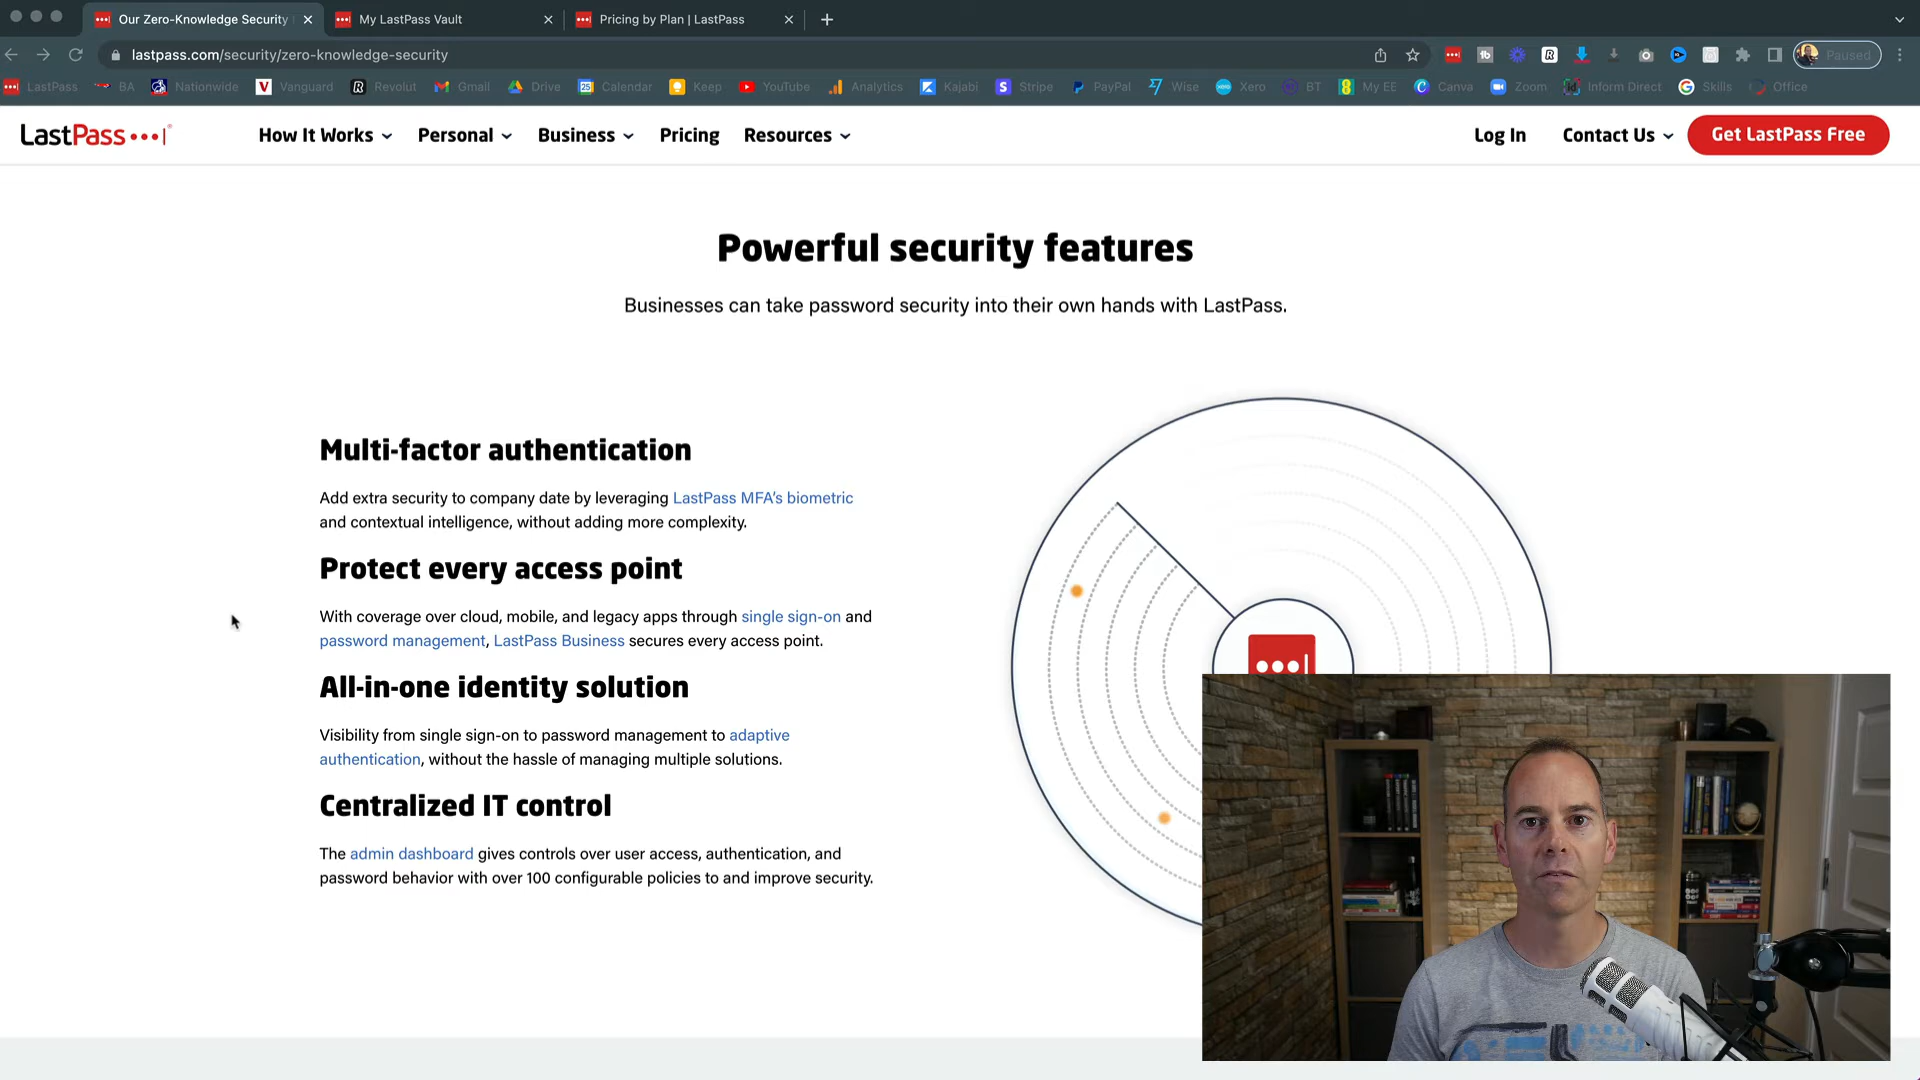 Our Zero-Knowledge Security
My LastPass Vault
Pricing by Plan | LastPass
lastpass.com/security/zero-knowledge-security
Paused
LastPass
BA
Nationwide
Vanguard
Revolut
Gmail
Drive
Calendar
Keep
YouTube
Analytics
Kajabi
Stripe
PayPal
Wise
Xero
BT
My EE
Canva
Zoom
Inform Direct
Skills
Office
LastPass
How It Works
Personal
Business
Pricing
Resources
Log In
Contact Us
Get LastPass Free
Powerful security features
Businesses can take password security into their own hands with LastPass.
Multi-factor authentication
Add extra security to company date by leveraging LastPass MFA's biometric
and contextual intelligence, without adding more complexity.
Protect every access point
With coverage over cloud, mobile, and legacy apps through single sign-on and
password management, LastPass Business secures every access point.
All-in-one identity solution
Visibility from single sign-on to password management to adaptive
authentication, without the hassle of managing multiple solutions.
Centralized IT control
The admin dashboard gives controls over user access, authentication, and
password behavior with over 100 configurable policies to and improve security.